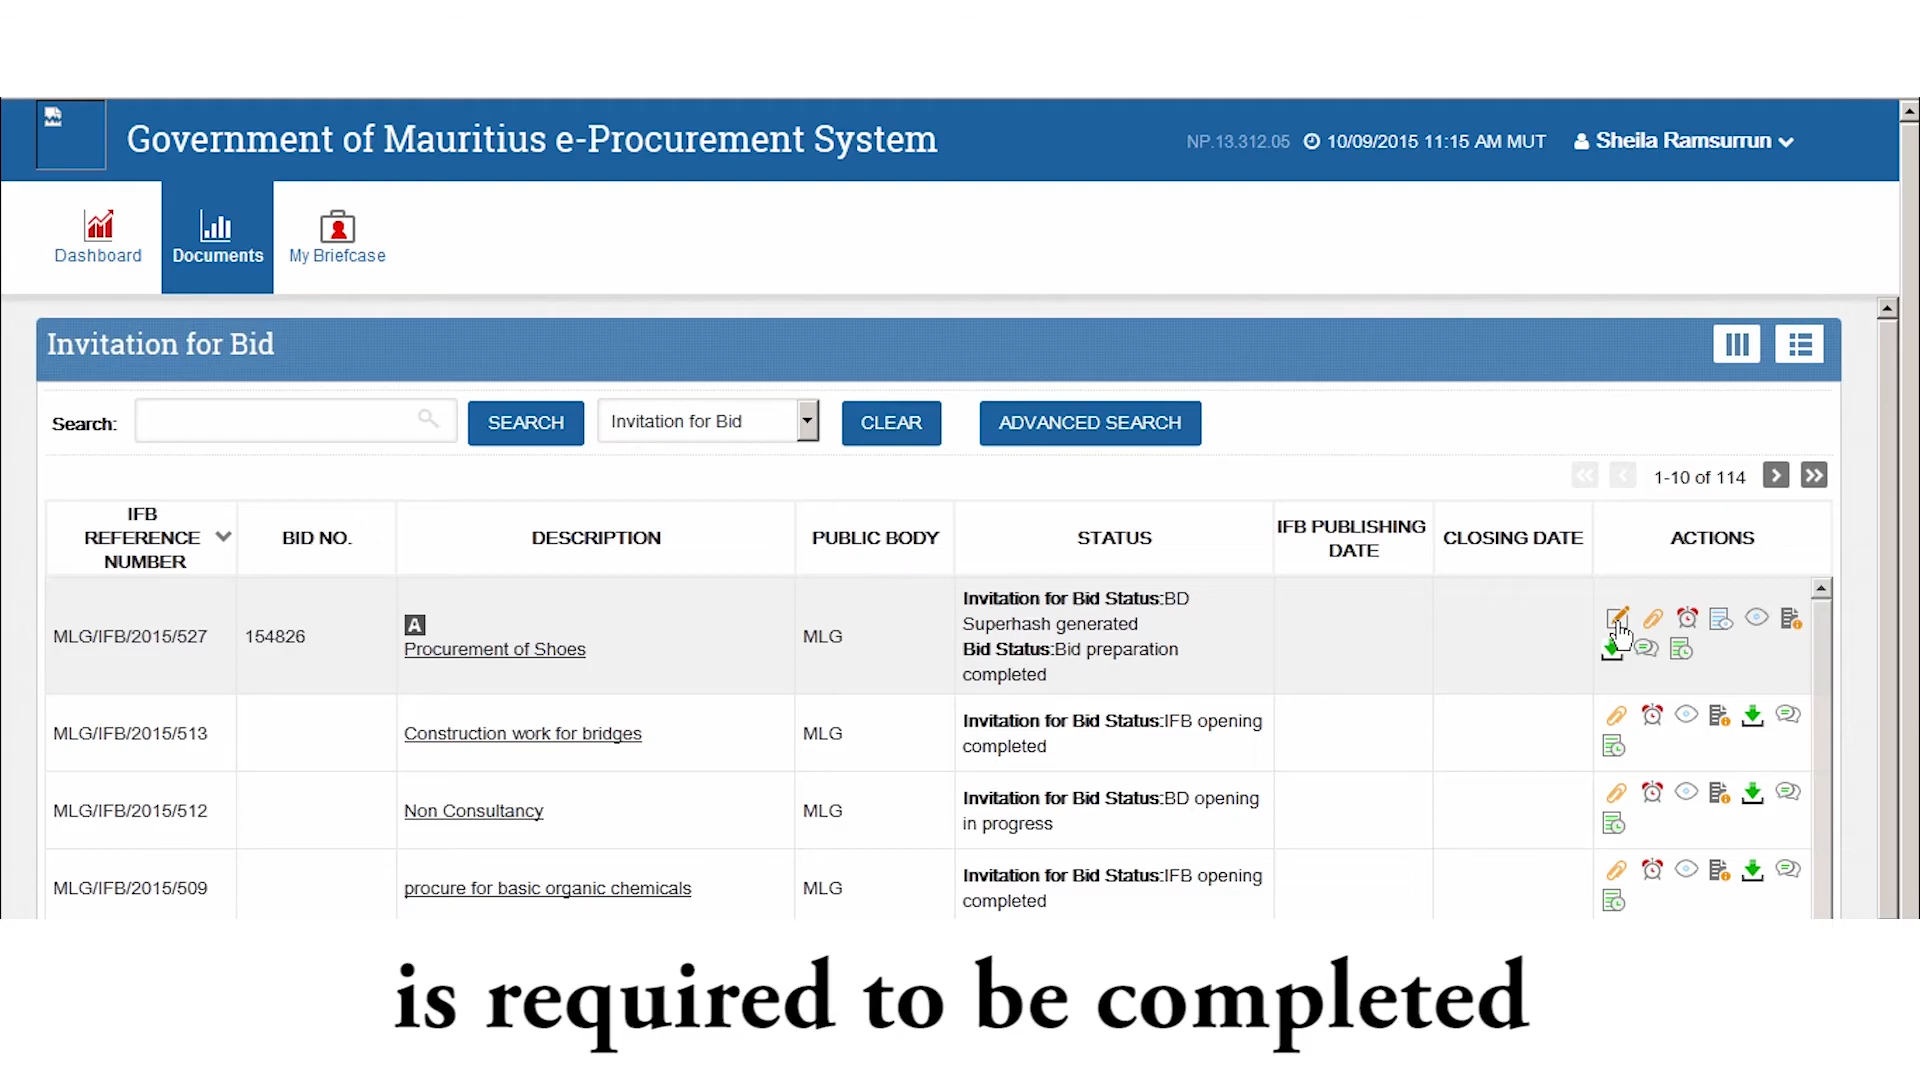 Government of Mauritius e-Procurement System
NP.13.312.05 10/09/2015 11:15 AM MUT Sheila Ramsurrun
Dashboard
Documents
My Briefcase
Invitation for Bid
Search: SEARCH Invitation for Bid CLEAR ADVANCED SEARCH
1-10 of 114
IFB REFERENCE NUMBER BID NO. DESCRIPTION PUBLIC BODY STATUS IFB PUBLISHING DATE CLOSING DATE ACTIONS
MLG/IFB/2015/527
154826
A
Procurement of Shoes
MLG
Invitation for Bid Status:BD
Superhash generated
Bid Status:Bid preparation
completed
MLG/IFB/2015/513
Construction work for bridges
MLG
Invitation for Bid Status:IFB opening
completed
MLG/IFB/2015/512
Non Consultancy
MLG
Invitation for Bid Status:BD opening
in progress
MLG/IFB/2015/509
procure for basic organic chemicals
MLG
Invitation for Bid Status:IFB opening
completed
is required to be completed